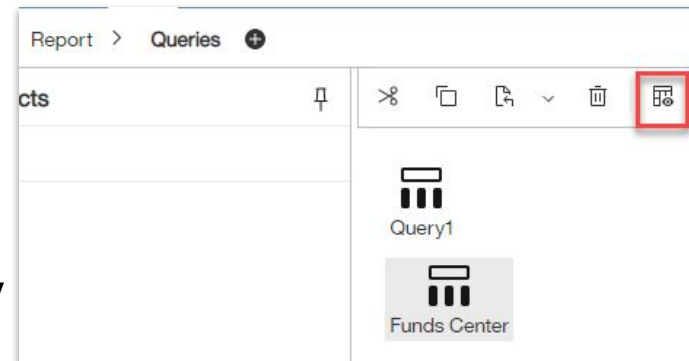 Report > Queries
cts
Query1
y
Funds Center